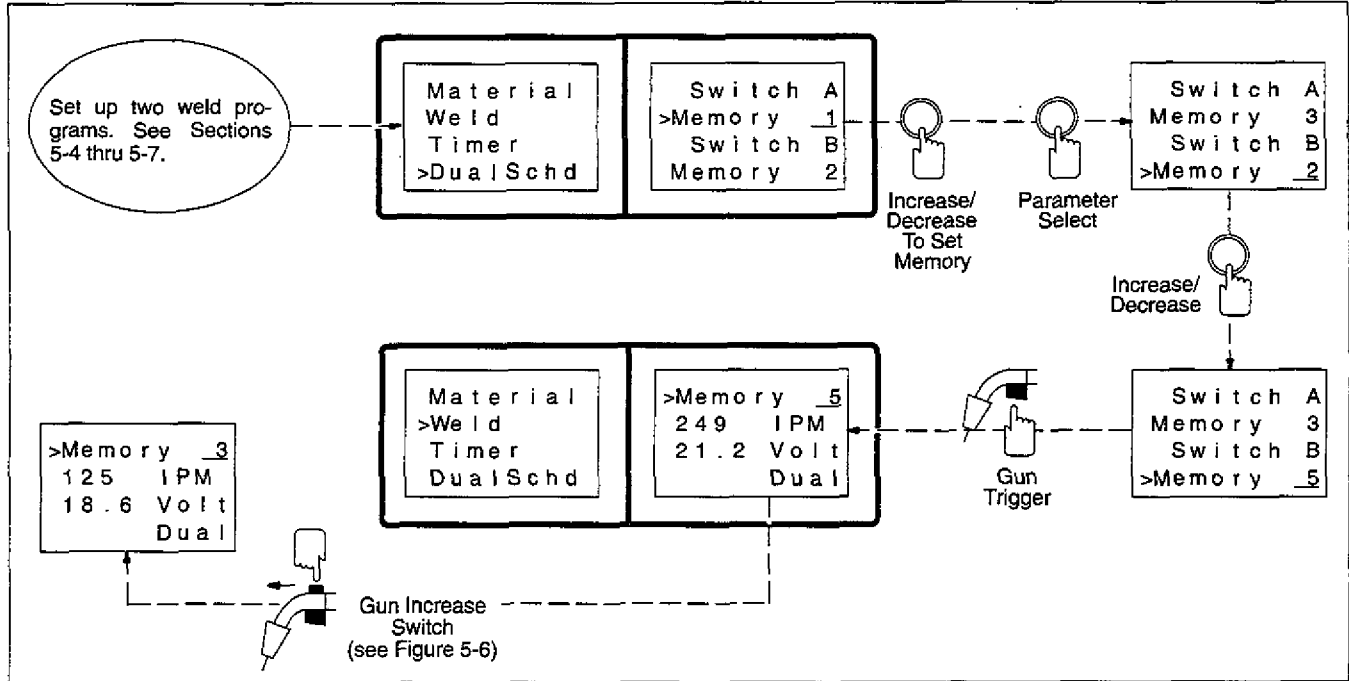 Set up two weld pro-
grams. See Sections
5-4 thru 5-7.
Material
Weld
Timer
>DualSchd
Switch A
>Memory 1
Switch B
Memory 2
Increase/
Decrease
To Set
Memory
Parameter
Select
Switch A
Memory 3
Switch B
>Memory 2
Increase/
Decrease
Switch A
Memory 3
Switch B
>Memory 5
Gun
Trigger
Material
>Weld
Timer
DualSchd
>Memory 5
249 IPM
21.2 Volt
Dual
Gun Increase
Switch
(see Figure 5-6)
>Memory 3
125 IPM
18.6 Volt
Dual